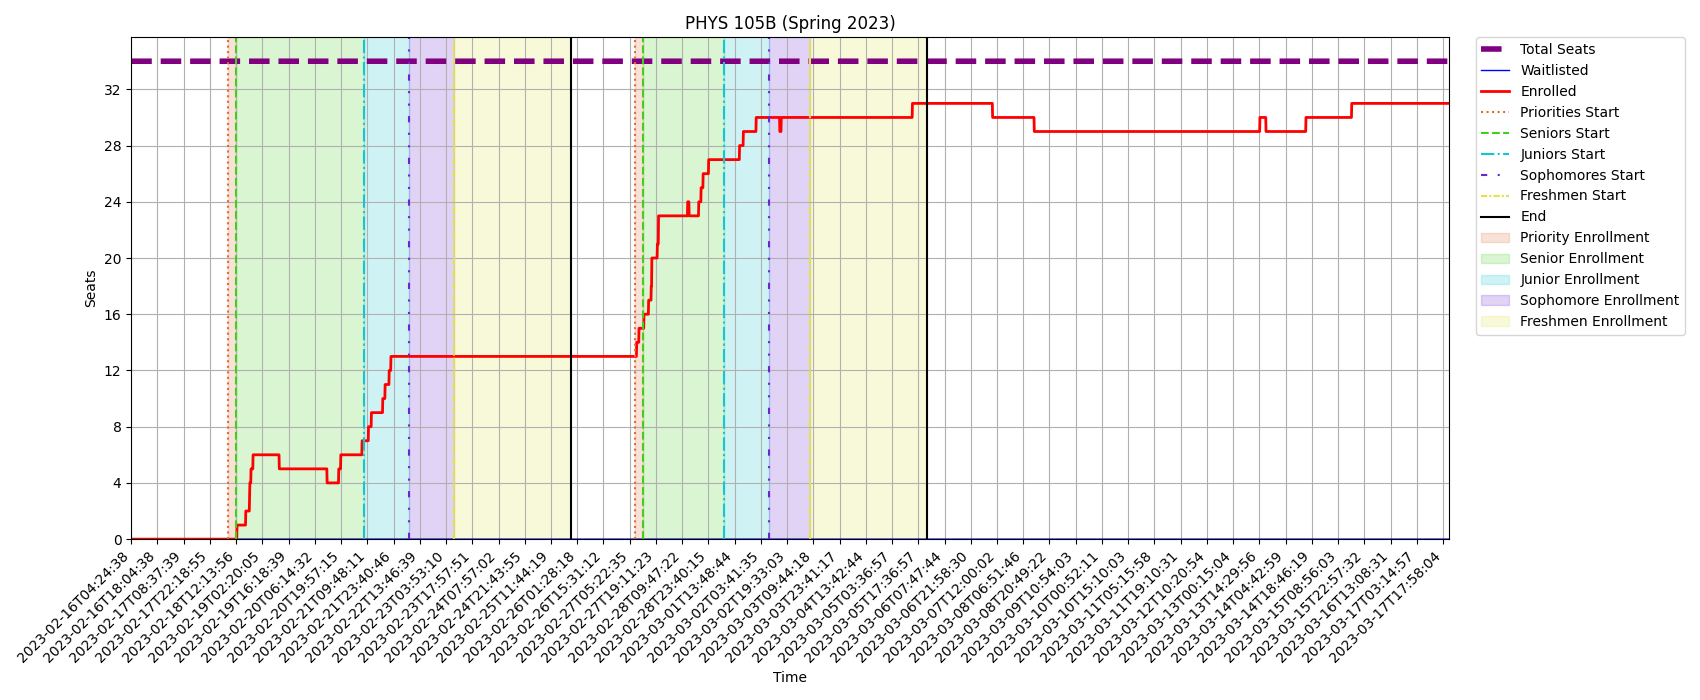 PHYS 105B (Spring 2023)
Seats
32
28
24
20
16
12
8
4
0
2023-02-16T04:24:38
2023-02-16T18:04:38
2023-02-17T08:37:39
2023-02-17T22:18:55
2023-02-18T12:13:56
2023-02-19T02:20:05
2023-02-19T16:18:39
2023-02-20T06:14:32
2023-02-20T19:57:15
2023-02-21T09:48:11
2023-02-21T23:40:46
2023-02-22T13:46:39
2023-02-23T03:53:10
2023-02-23T17:57:51
2023-02-24T07:57:02
2023-02-24T21:43:55
2023-02-25T11:44:19
2023-02-26T01:28:18
2023-02-26T15:31:12
2023-02-27T05:22:35
2023-02-27T19:11:23
2023-02-28T09:47:22
2023-02-28T23:40:15
2023-03-01T13:48:44
2023-03-02T03:41:35
2023-03-02T19:33:03
2023-03-03T09:44:18
2023-03-03T23:41:17
2023-03-04T13:42:44
2023-03-05T03:36:57
2023-03-05T17:36:57
2023-03-06T07:47:44
2023-03-06T21:58:30
2023-03-07T12:00:02
2023-03-08T06:51:46
2023-03-08T20:49:22
2023-03-09T10:54:03
2023-03-10T00:52:11
2023-03-10T15:10:03
2023-03-11T05:15:58
2023-03-11T19:10:31
2023-03-12T10:20:54
2023-03-13T00:15:04
2023-03-13T14:29:56
2023-03-14T04:42:59
2023-03-14T18:46:19
2023-03-15T08:56:03
2023-03-15T22:57:32
2023-03-16T13:08:31
2023-03-17T03:14:57
2023-03-17T17:58:04
Time
Total Seats
Waitlisted
Enrolled
Priorities Start
Seniors Start
Juniors Start
Sophomores Start
Freshmen Start
End
Priority Enrollment
Senior Enrollment
Junior Enrollment
Sophomore Enrollment
Freshmen Enrollment